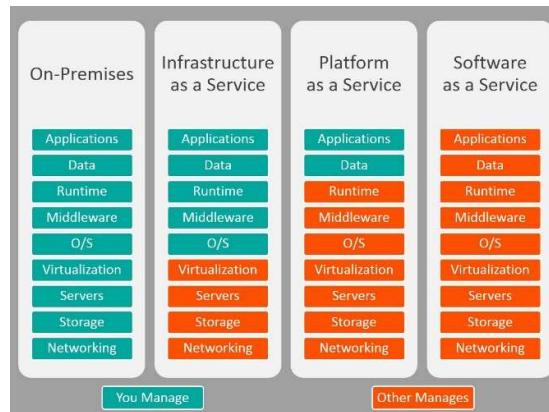 On-Premises
Applications
Data
Runtime
Middleware
O/S
Virtualization
Servers
Storage
Networking
Infrastructure
as a Service
Applications
Data
Runtime
Middleware
O/S
Virtualization
Servers
Storage
Networking
Platform
as a Service
Applications
Data
Runtime
Middleware
O/S
Virtualization
Servers
Storage
Networking
Software
as a Service
Applications
Data
Runtime
Middleware
O/S
Virtualization
Servers
Storage
Networking
You Manage
Other Manages